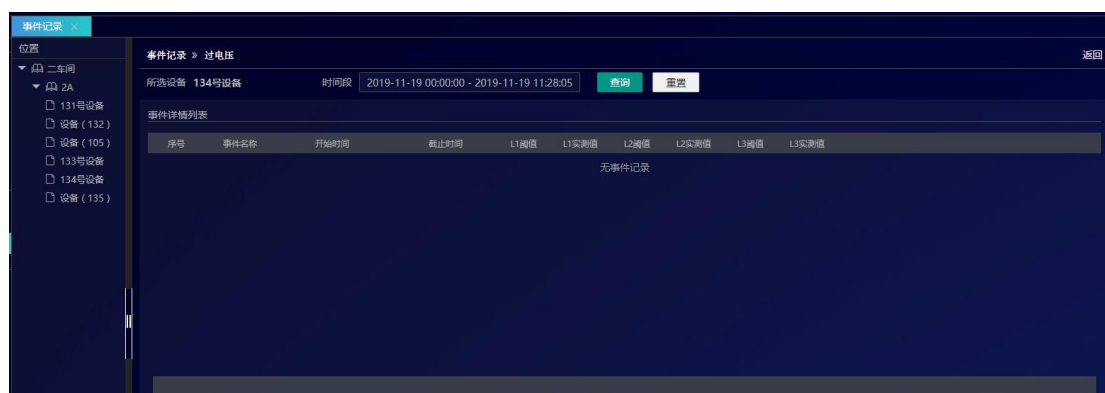 事件记录 ×
位置
二车间
2A
131号设备
设备 ( 132 )
设备 ( 105 )
133号设备
134号设备
设备 ( 135 )
事件记录 » 过电压
返回
所选设备 134号设备 时间段 2019-11-19 00:00:00 - 2019-11-19 11:28:05 查询 重置
事件详情列表
序号 事件名称 开始时间 截止时间 L1阈值 L1实测值 L2阈值 L2实测值 L3阈值 L3实测值
无事件记录